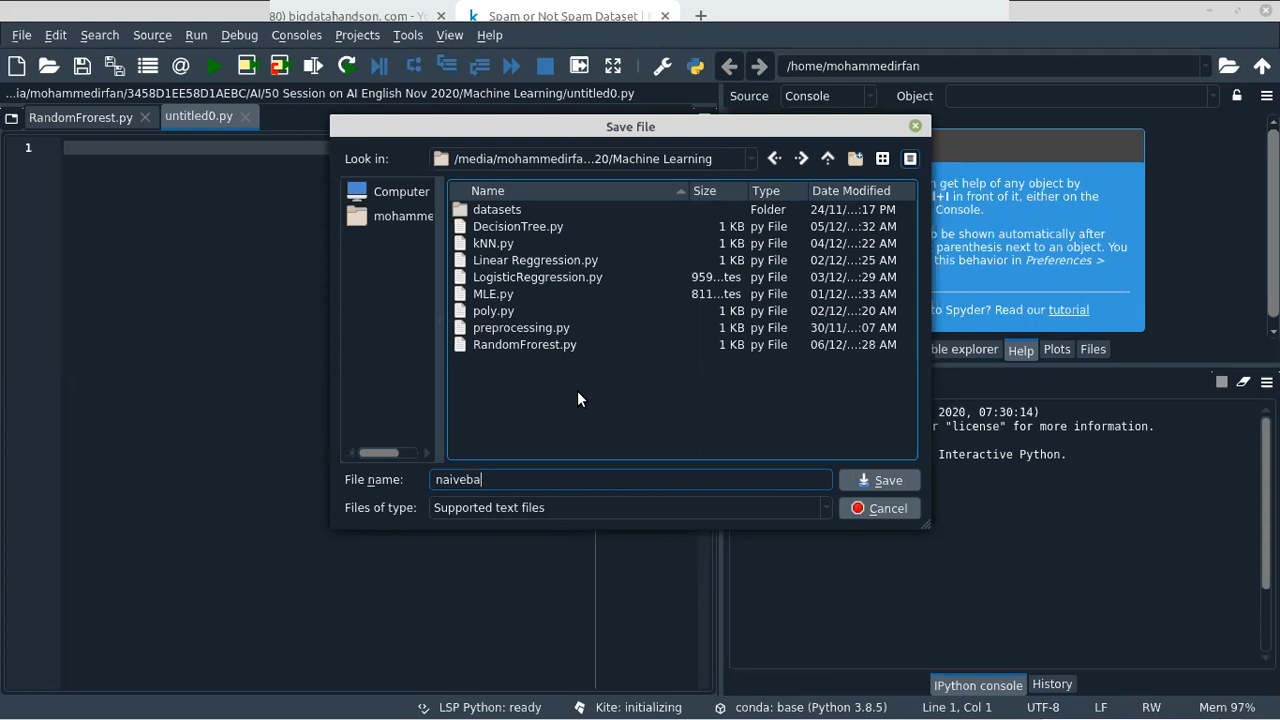 80) bigdatahandson. com - Y
Spam or Not Spam Dataset |
File Edit Search Source Run Debug Consoles Projects Tools View Help
/home/mohammedirfan
ia/mohammedirfan/3458D1EE58D1AEBC/AI/50 Session on AI English Nov 2020/Machine Learning/untitled0.py
Source Console Object
RandomFrorest.py untitled0.py
1
Save file
Look in: /media/mohammedirfa...20/Machine Learning
Computer
mohamme
Name Size Type Date Modified
datasets Folder 24/11/...:17 PM
DecisionTree.py 1 KB py File 05/12/...:32 AM
kNN.py 1 KB py File 04/12/...:22 AM
Linear Reggression.py 1 KB py File 02/12/...:25 AM
LogisticReggression.py 959...tes py File 03/12/...:29 AM
MLE.py 811...tes py File 01/12/...:33 AM
poly.py 1 KB py File 02/12/...:20 AM
preprocessing.py 1 KB py File 30/11/...:07 AM
RandomFrorest.py 1 KB py File 06/12/...:28 AM
File name: naiveba Save
Files of type: Supported text files Cancel
get help of any object by
+I in front of it, either on the
Console.
o be shown automatically after
parenthesis next to an object. You
this behavior in Preferences >
to Spyder? Read our tutorial
ble explorer Help Plots Files
2020, 07:30:14)
r "license" for more information.
Interactive Python.
IPython console History
LSP Python: ready Kite: initializing conda: base (Python 3.8.5) Line 1, Col 1 UTF-8 LF RW Mem 97%